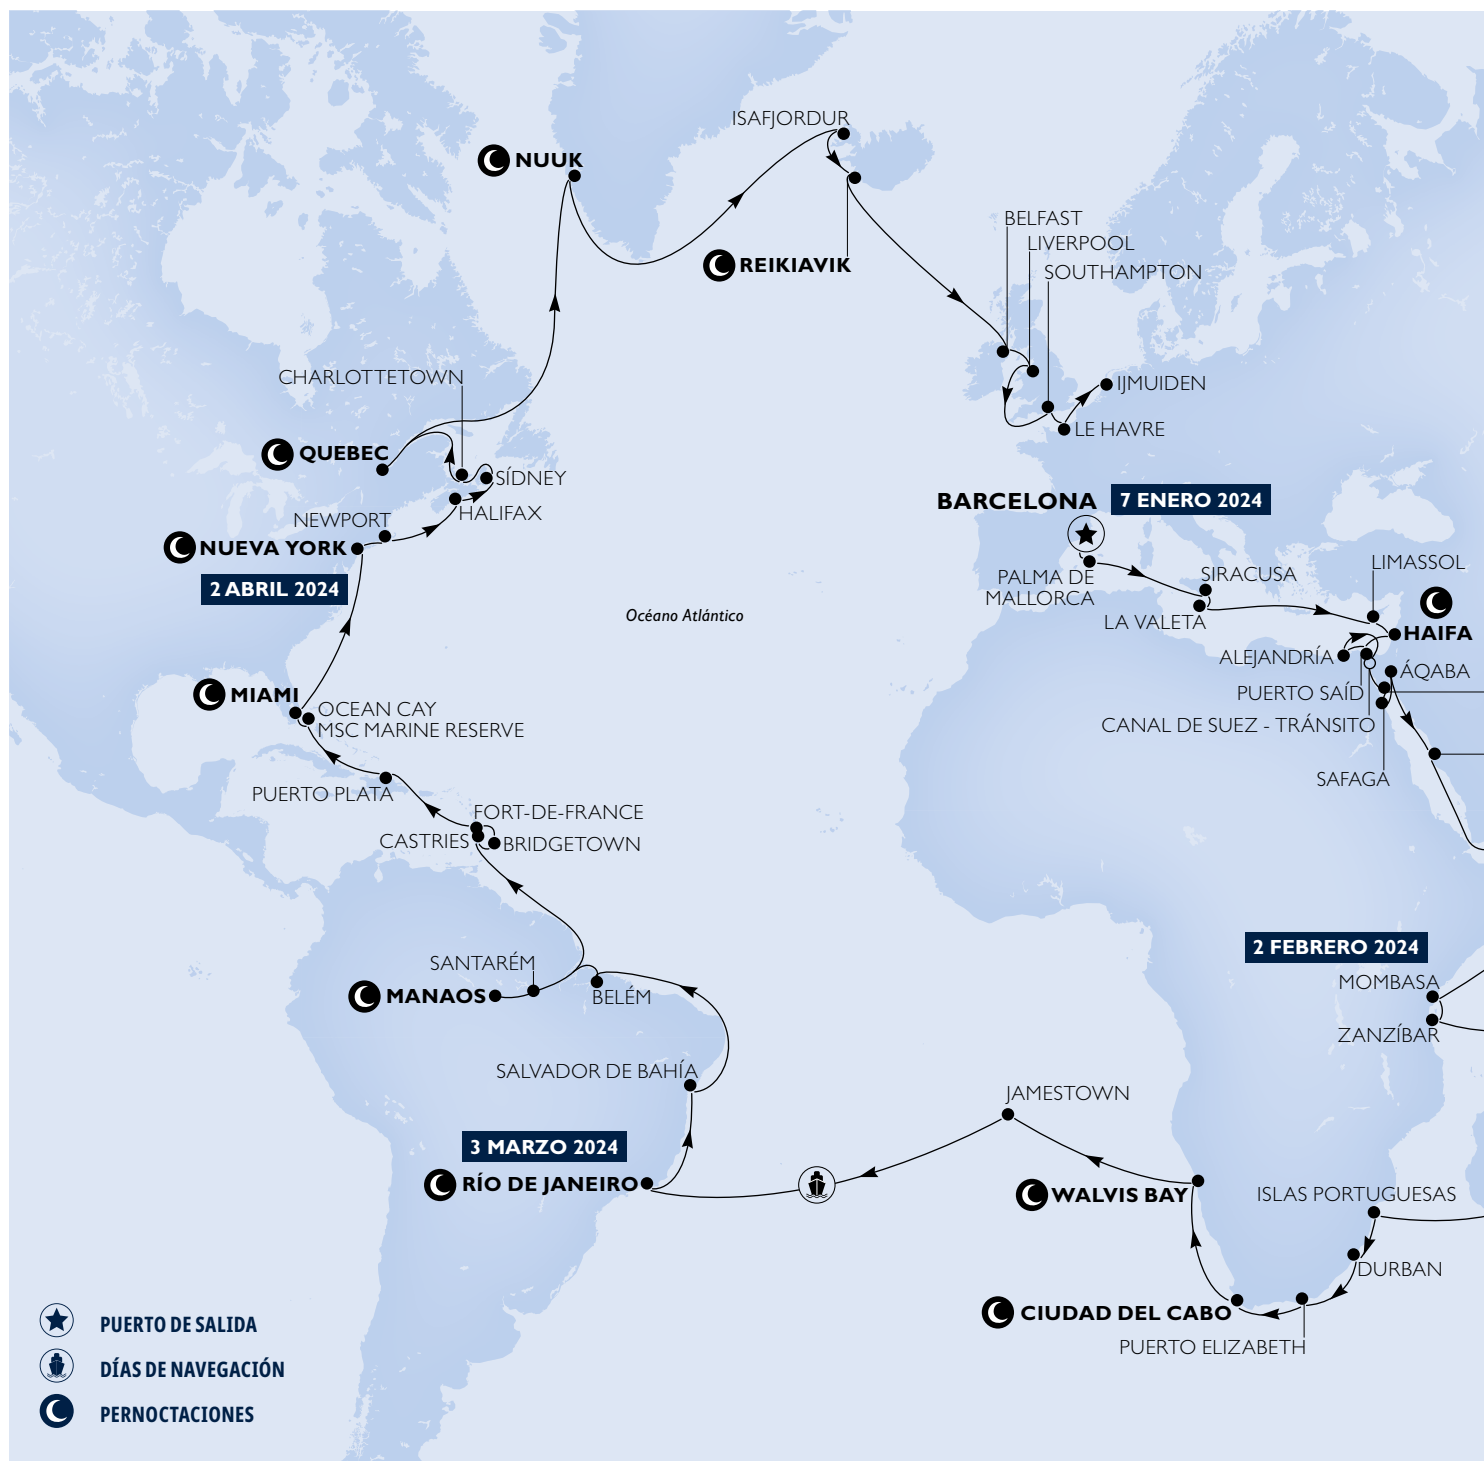 ISAFJORDUR
NUUK
BELFAST
LIVERPOOL
REIKIAVIK
SOUTHAMPTON
CHARLOTTETOWN
IJMUIDEN
LE HAVRE
QUEBEC
SÍDNEY
HALIFAX
BARCELONA
7 ENERO 2024
NEWPORT
NUEVA YORK
2 ABRIL 2024
PALMA DE
MALLORCA
SIRACUSA
LIMASSOL
Océano Atlántico
LA VALETA
HAIFA
ALEJANDRÍA
ÁQABA
PUERTO SAÍD
MIAMI
OCEAN CAY
MSC MARINE RESERVE
CANAL DE SUEZ - TRÁNSITO
SAFAGA
PUERTO PLATA
FORT-DE-FRANCE
CASTRIES
BRIDGETOWN
2 FEBRERO 2024
SANTARÉM
MANAOS
BELÉM
MOMBASA
ZANZÍBAR
SALVADOR DE BAHÍA
JAMESTOWN
3 MARZO 2024
RÍO DE JANEIRO
WALVIS BAY
ISLAS PORTUGUESAS
DURBAN
CIUDAD DEL CABO
PUERTO ELIZABETH
PUERTO DE SALIDA
DÍAS DE NAVEGACIÓN
PERNOCTACIONES